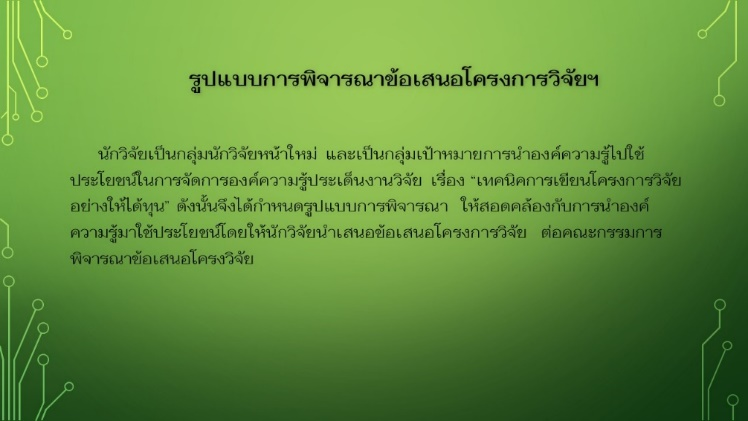 รูปแบบการพิจารณาข้อเสนอโครงการวิจัยฯ
นักวิจัยเป็นกลุ่มนักวิจัยหน้าใหม่ และเป็นกลุ่มเป้าหมายการนำองค์ความรู้ไปใช้
ประโยชน์ในการจัดการองค์ความรู้ประเด็นงานวิจัย เรื่อง “เทคนิคการเขียนโครงการวิจัย
อย่างให้ได้ทุน” ดังนั้นจึงได้กำหนดรูปแบบการพิจารณา ให้สอดคล้องกับการนำองค์
ความรู้มาใช้ประโยชน์โดยให้นักวิจัยนำเสนอข้อเสนอโครงการวิจัย ต่อคณะกรรมการ
พิจารณาข้อเสนอโครงวิจัย